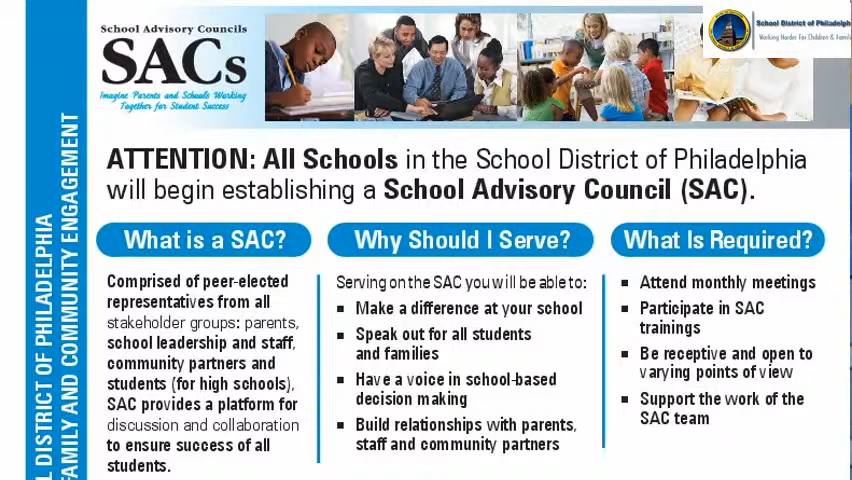 School Advisory Councils
SACs
Imagine Parents and Schools Working
Together for Student Success
School District of Philadelphia
Working Harder For Children &
L DISTRICT OF PHILADELPHIA
FAMILY AND COMMUNITY ENGAGEMENT
ATTENTION: All Schools in the School District of Philadelphia
will begin establishing a School Advisory Council (SAC).
What is a SAC?
Comprised of peer-elected
representatives from all
stakeholder groups: parents,
school leadership and staff,
community partners and
students (for high schools),
SAC provides a platform for
discussion and collaboration
to ensure success of all
students.
Why Should I Serve?
Serving on the SAC you will be able to:
▪ Make a difference at your school
▪ Speak out for all students
and families
▪ Have a voice in school-based
decision making
▪ Build relationships with parents,
staff and community partners
What Is Required?
▪ Attend monthly meetings
▪ Participate in SAC
trainings
▪ Be receptive and open to
varying points of view
▪ Support the work of the
SAC team